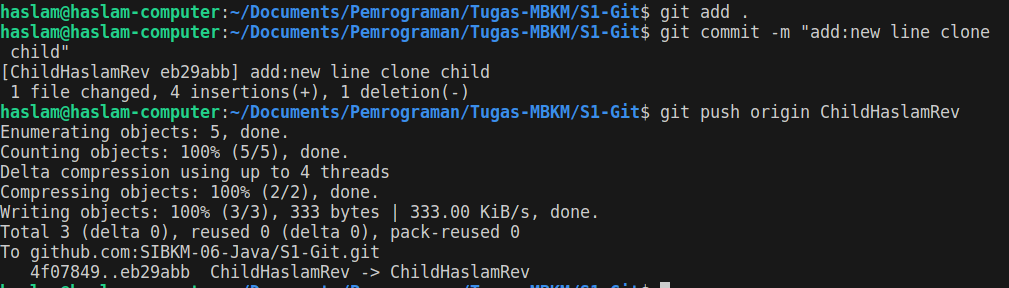 haslam@haslam-computer:~/Documents/Pemrograman/Tugas-MBKM/S1-Git$ git add .
haslam@haslam-computer:~/Documents/Pemrograman/Tugas-MBKM/S1-Git$ git commit -m "add:new line clone
 child"
[ChildHaslamRev eb29abb] add:new line clone child
 1 file changed, 4 insertions(+), 1 deletion(-)
haslam@haslam-computer:~/Documents/Pemrograman/Tugas-MBKM/S1-Git$ git push origin ChildHaslamRev
Enumerating objects: 5, done.
Counting objects: 100% (5/5), done.
Delta compression using up to 4 threads
Compressing objects: 100% (2/2), done.
Writing objects: 100% (3/3), 333 bytes | 333.00 KiB/s, done.
Total 3 (delta 0), reused 0 (delta 0), pack-reused 0
To github.com:SIBKM-06-Java/S1-Git.git
   4f07849..eb29abb  ChildHaslamRev -> ChildHaslamRev
haslam@haslam-computer:~/Documents/Pemrograman/Tugas-MBKM/S1-Git$